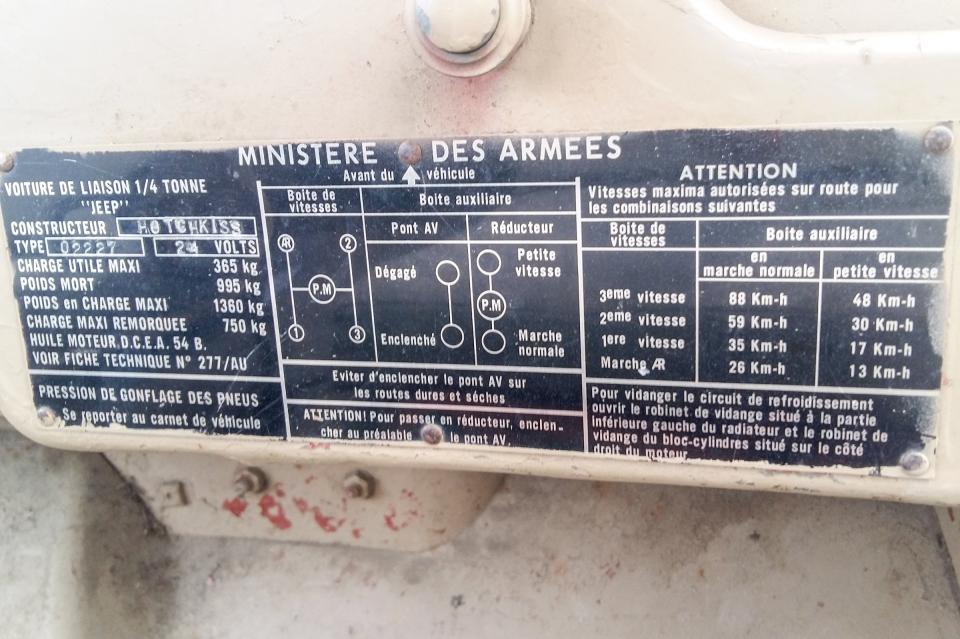 MINISTERE DES ARMEES
Avant du véhicule
VOITURE DE LIAISON 1/4 TONNE
"JEEP"
CONSTRUCTEUR HOTCHKISS
TYPE 02227 24 VOLTS
CHARGE UTILE MAXI 365 kg
POIDS MORT 995 kg
POIDS en CHARGE MAXI 1360 kg
CHARGE MAXI REMORQUEE 750 kg
HUILE MOTEUR D.C.E.A. 54 B.
VOIR FICHE TECHNIQUE N° 277/AU
PRESSION DE GONFLAGE DES PNEUS
Se reporter au carnet de véhicule
Boite de
vitesses
Boite auxiliaire
Pont AV
Réducteur
AR
2
P.M
1
3
Dégagé
Enclenché
Petite
vitesse
P.M
Marche
normale
Eviter d'enclencher le pont AV sur
les routes dures et sèches
ATTENTION! Pour passer en réducteur, enclen-
cher au préalable le pont AV.
ATTENTION
Vitesses maxima autorisées sur route pour
les combinaisons suivantes
Boite de
vitesses
Boite auxiliaire
en
marche normale
en
petite vitesse
3eme vitesse 88 Km-h 48 Km-h
2eme vitesse 59 Km-h 30 Km-h
1ere vitesse 35 Km-h 17 Km-h
Marche AR 26 Km-h 13 Km-h
Pour vidanger le circuit de refroidissement
ouvrir le robinet de vidange situé à la partie
inférieure gauche du radiateur et le robinet de
vidange du bloc-cylindres situé sur le côté
droit du moteur